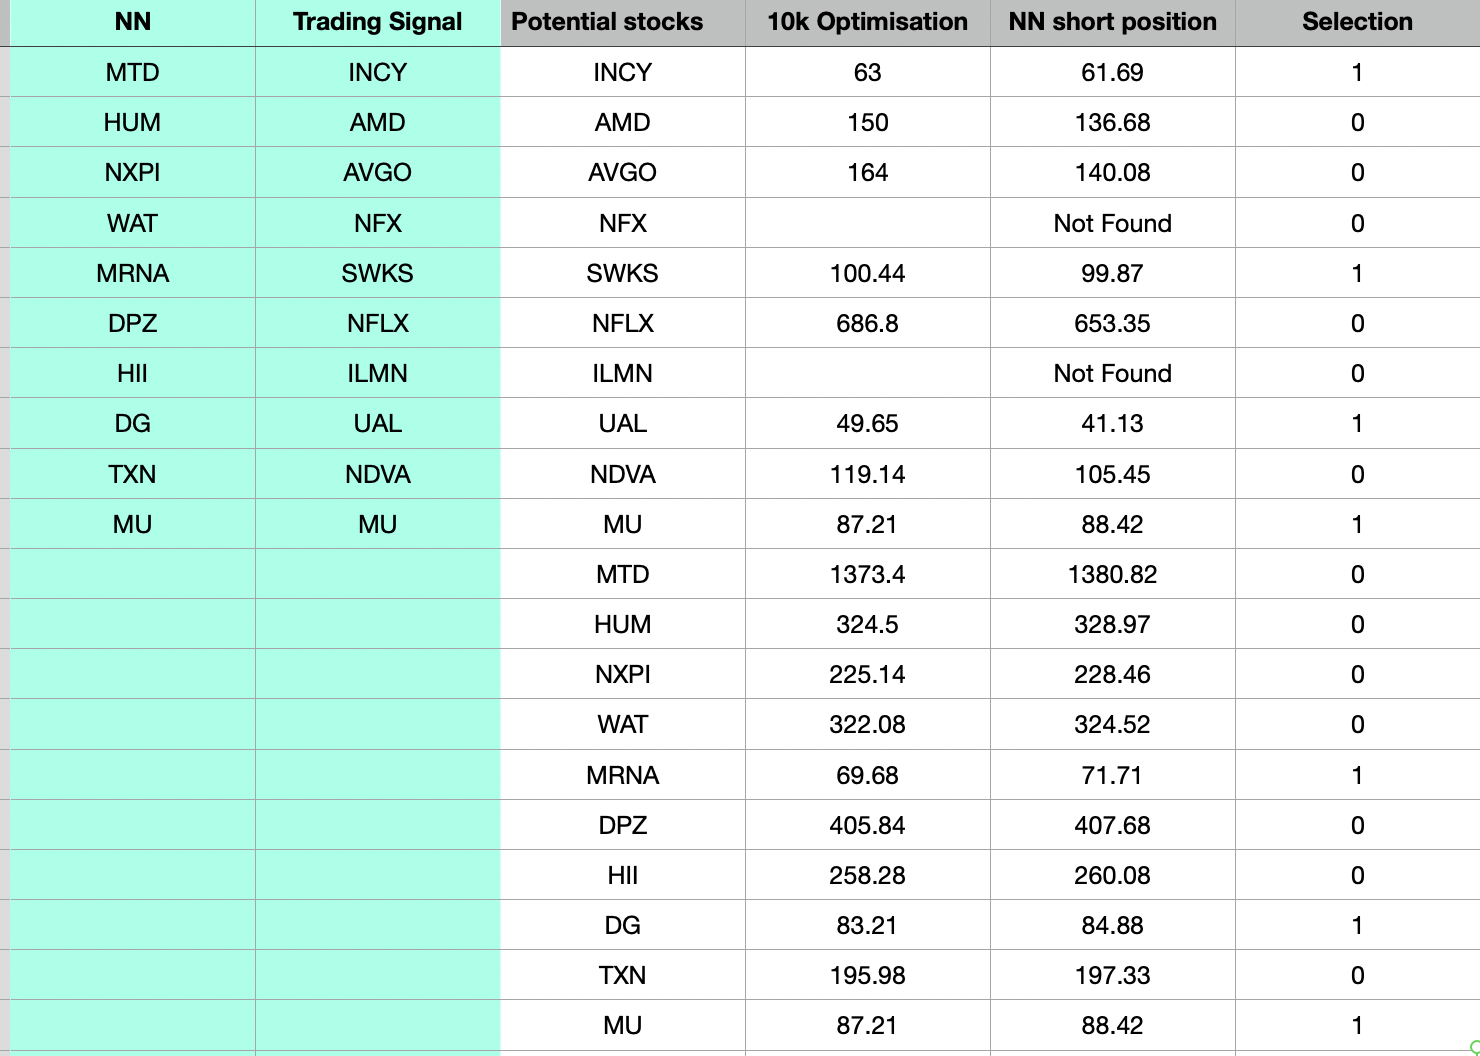 NN Trading Signal Potential stocks 10k Optimisation NN short position Selection
MTD INCY INCY 63 61.69 1
HUM AMD AMD 150 136.68 0
NXPI AVGO AVGO 164 140.08 0
WAT NFX NFX Not Found 0
MRNA SWKS SWKS 100.44 99.87 1
DPZ NFLX NFLX 686.8 653.35 0
HII ILMN ILMN Not Found 0
DG UAL UAL 49.65 41.13 1
TXN NDVA NDVA 119.14 105.45 0
MU MU MU 87.21 88.42 1
MTD 1373.4 1380.82 0
HUM 324.5 328.97 0
NXPI 225.14 228.46 0
WAT 322.08 324.52 0
MRNA 69.68 71.71 1
DPZ 405.84 407.68 0
HII 258.28 260.08 0
DG 83.21 84.88 1
TXN 195.98 197.33 0
MU 87.21 88.42 1